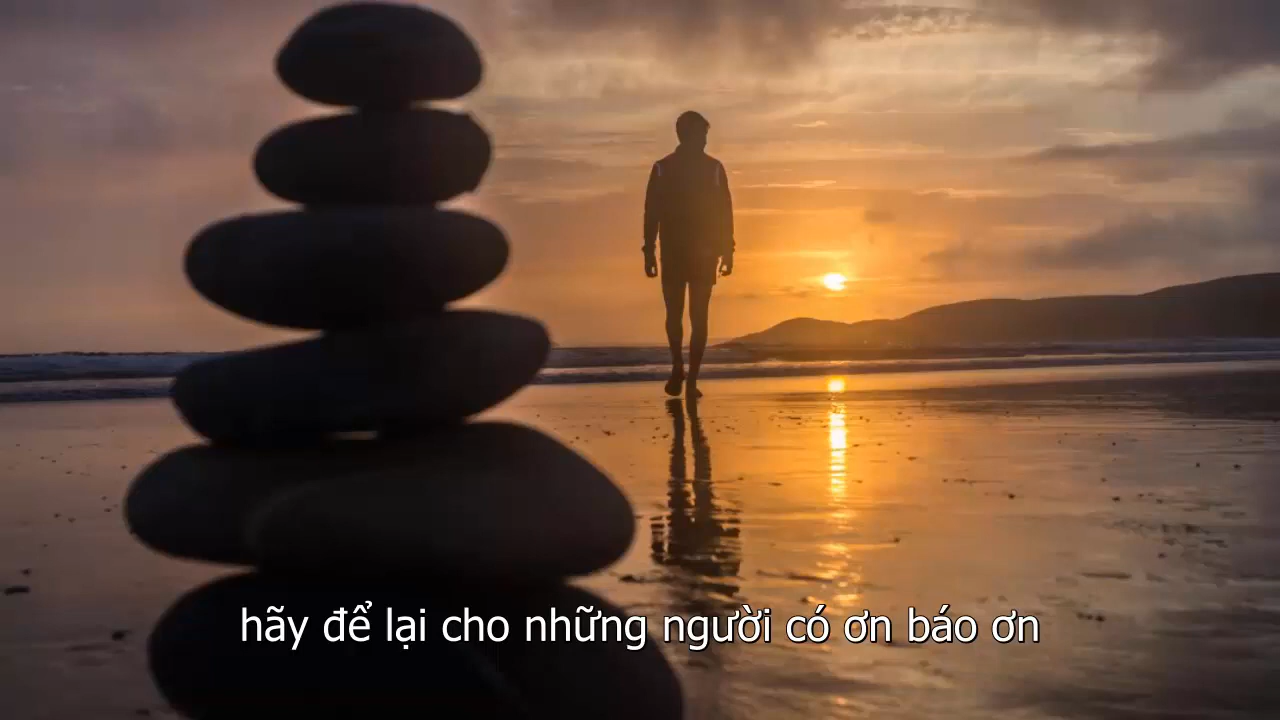 hãy để lại cho những người có ơn báo ơn